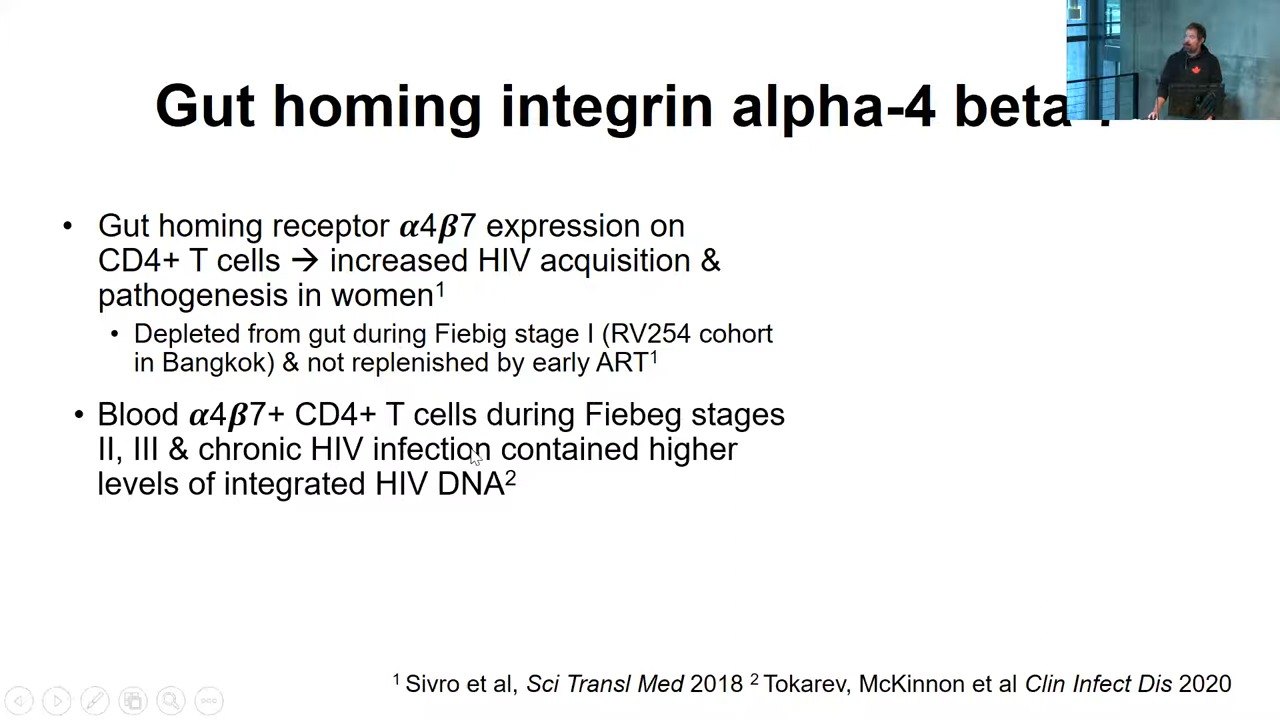 Gut homing integrin alpha-4 beta
• Gut homing receptor α4β7 expression on
CD4+ T cells → increased HIV acquisition &
pathogenesis in women¹
• Depleted from gut during Fiebig stage I (RV254 cohort
in Bangkok) & not replenished by early ART¹
• Blood α4β7+ CD4+ T cells during Fiebeg stages
II, III & chronic HIV infection contained higher
levels of integrated HIV DNA²
¹ Sivro et al, Sci Transl Med 2018 ² Tokarev, McKinnon et al Clin Infect Dis 2020